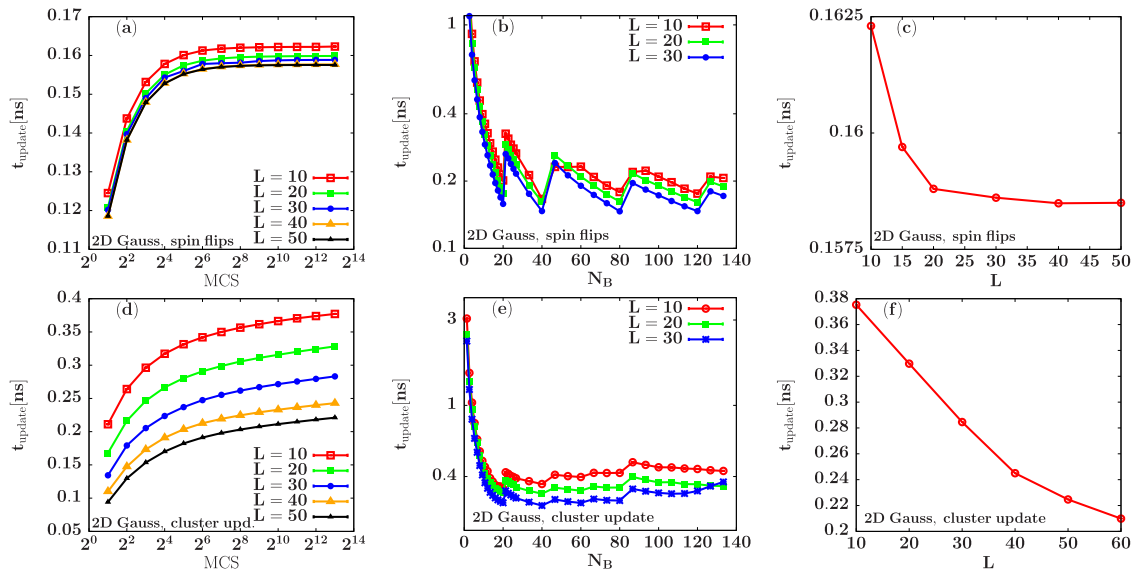 (a)
t_update[ns]
0.17
0.16
0.15
0.14
0.13
0.12
0.11
L = 10
L = 20
L = 30
L = 40
L = 50
2D Gauss, spin flips
2^0 2^2 2^4 2^6 2^8 2^10 2^12 2^14
MCS
(b)
t_update[ns]
1
0.4
0.2
0.1
L = 10
L = 20
L = 30
2D Gauss, spin flips
0 20 40 60 80 100 120 140
N_B
(c)
t_update[ns]
0.1625
0.16
0.1575
2D Gauss, spin flips
10 15 20 30 40 50
L
(d)
t_update[ns]
0.4
0.35
0.3
0.25
0.2
0.15
0.1
0.05
L = 10
L = 20
L = 30
L = 40
L = 50
2D Gauss, cluster upd.
2^0 2^2 2^4 2^6 2^8 2^10 2^12 2^14
MCS
(e)
t_update[ns]
3
1
0.4
L = 10
L = 20
L = 30
2D Gauss, cluster update
0 20 40 60 80 100 120 140
N_B
(f)
t_update[ns]
0.38
0.36
0.34
0.32
0.3
0.28
0.26
0.24
0.22
0.2
2D Gauss, cluster update
10 20 30 40 50 60
L